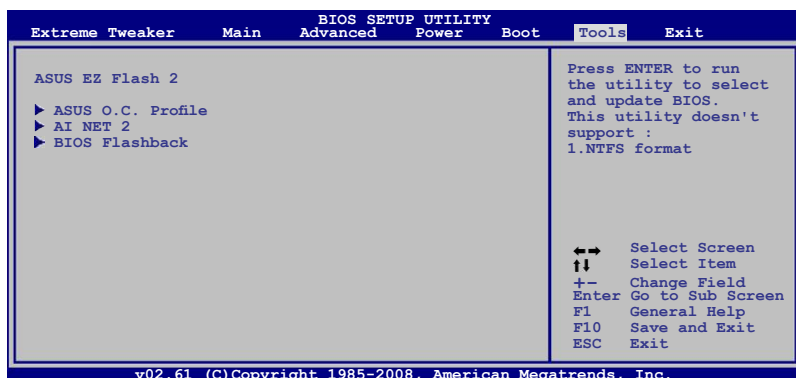 BIOS SETUP UTILITY
Extreme Tweaker Main Advanced Power Boot Tools Exit
ASUS EZ Flash 2
ASUS O.C. Profile
AI NET 2
BIOS Flashback
Press ENTER to run
the utility to select
and update BIOS.
This utility doesn't
support :
1.NTFS format
←→ Select Screen
↑↓ Select Item
+- Change Field
Enter Go to Sub Screen
F1 General Help
F10 Save and Exit
ESC Exit
v02.61 (C)Copyright 1985-2008, American Megatrends, Inc.